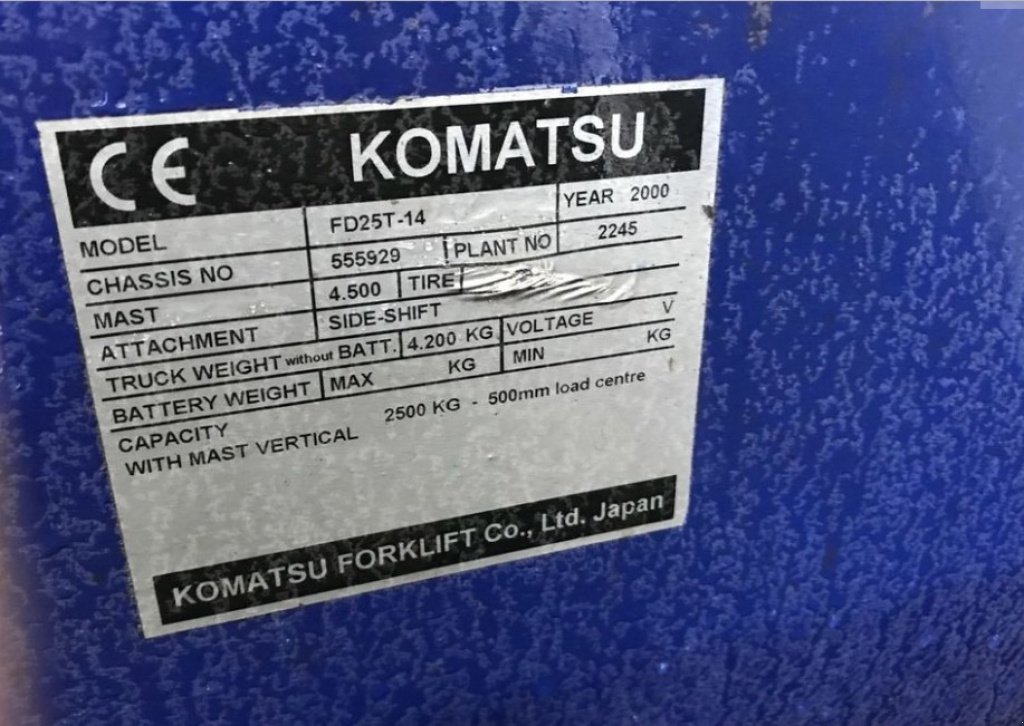 CE KOMATSU
MODEL FD25T-14 YEAR 2000
CHASSIS NO 555929 PLANT NO 2245
MAST 4.500 TIRE
ATTACHMENT SIDE-SHIFT
TRUCK WEIGHT without BATT. 4.200 KG VOLTAGE V
BATTERY WEIGHT MAX KG MIN KG
CAPACITY 2500 KG - 500mm load centre
WITH MAST VERTICAL
KOMATSU FORKLIFT Co., Ltd. Japan